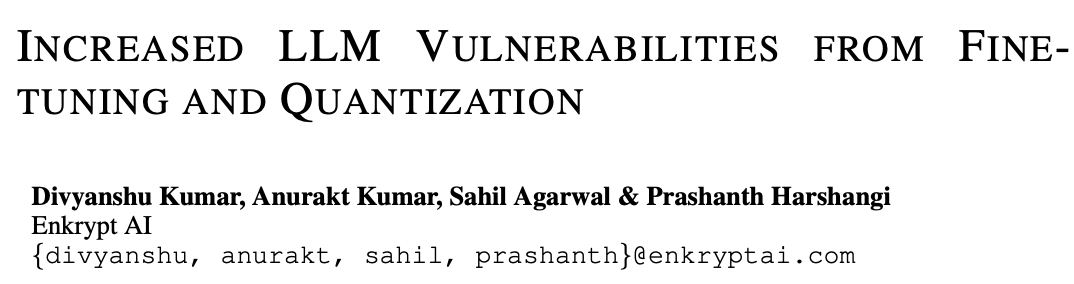 INCREASED LLM VULNERABILITIES FROM FINE-
TUNING AND QUANTIZATION
Divyanshu Kumar, Anurakt Kumar, Sahil Agarwal & Prashanth Harshangi
Enkrypt AI
{divyanshu, anurakt, sahil, prashanth}@enkryptai.com